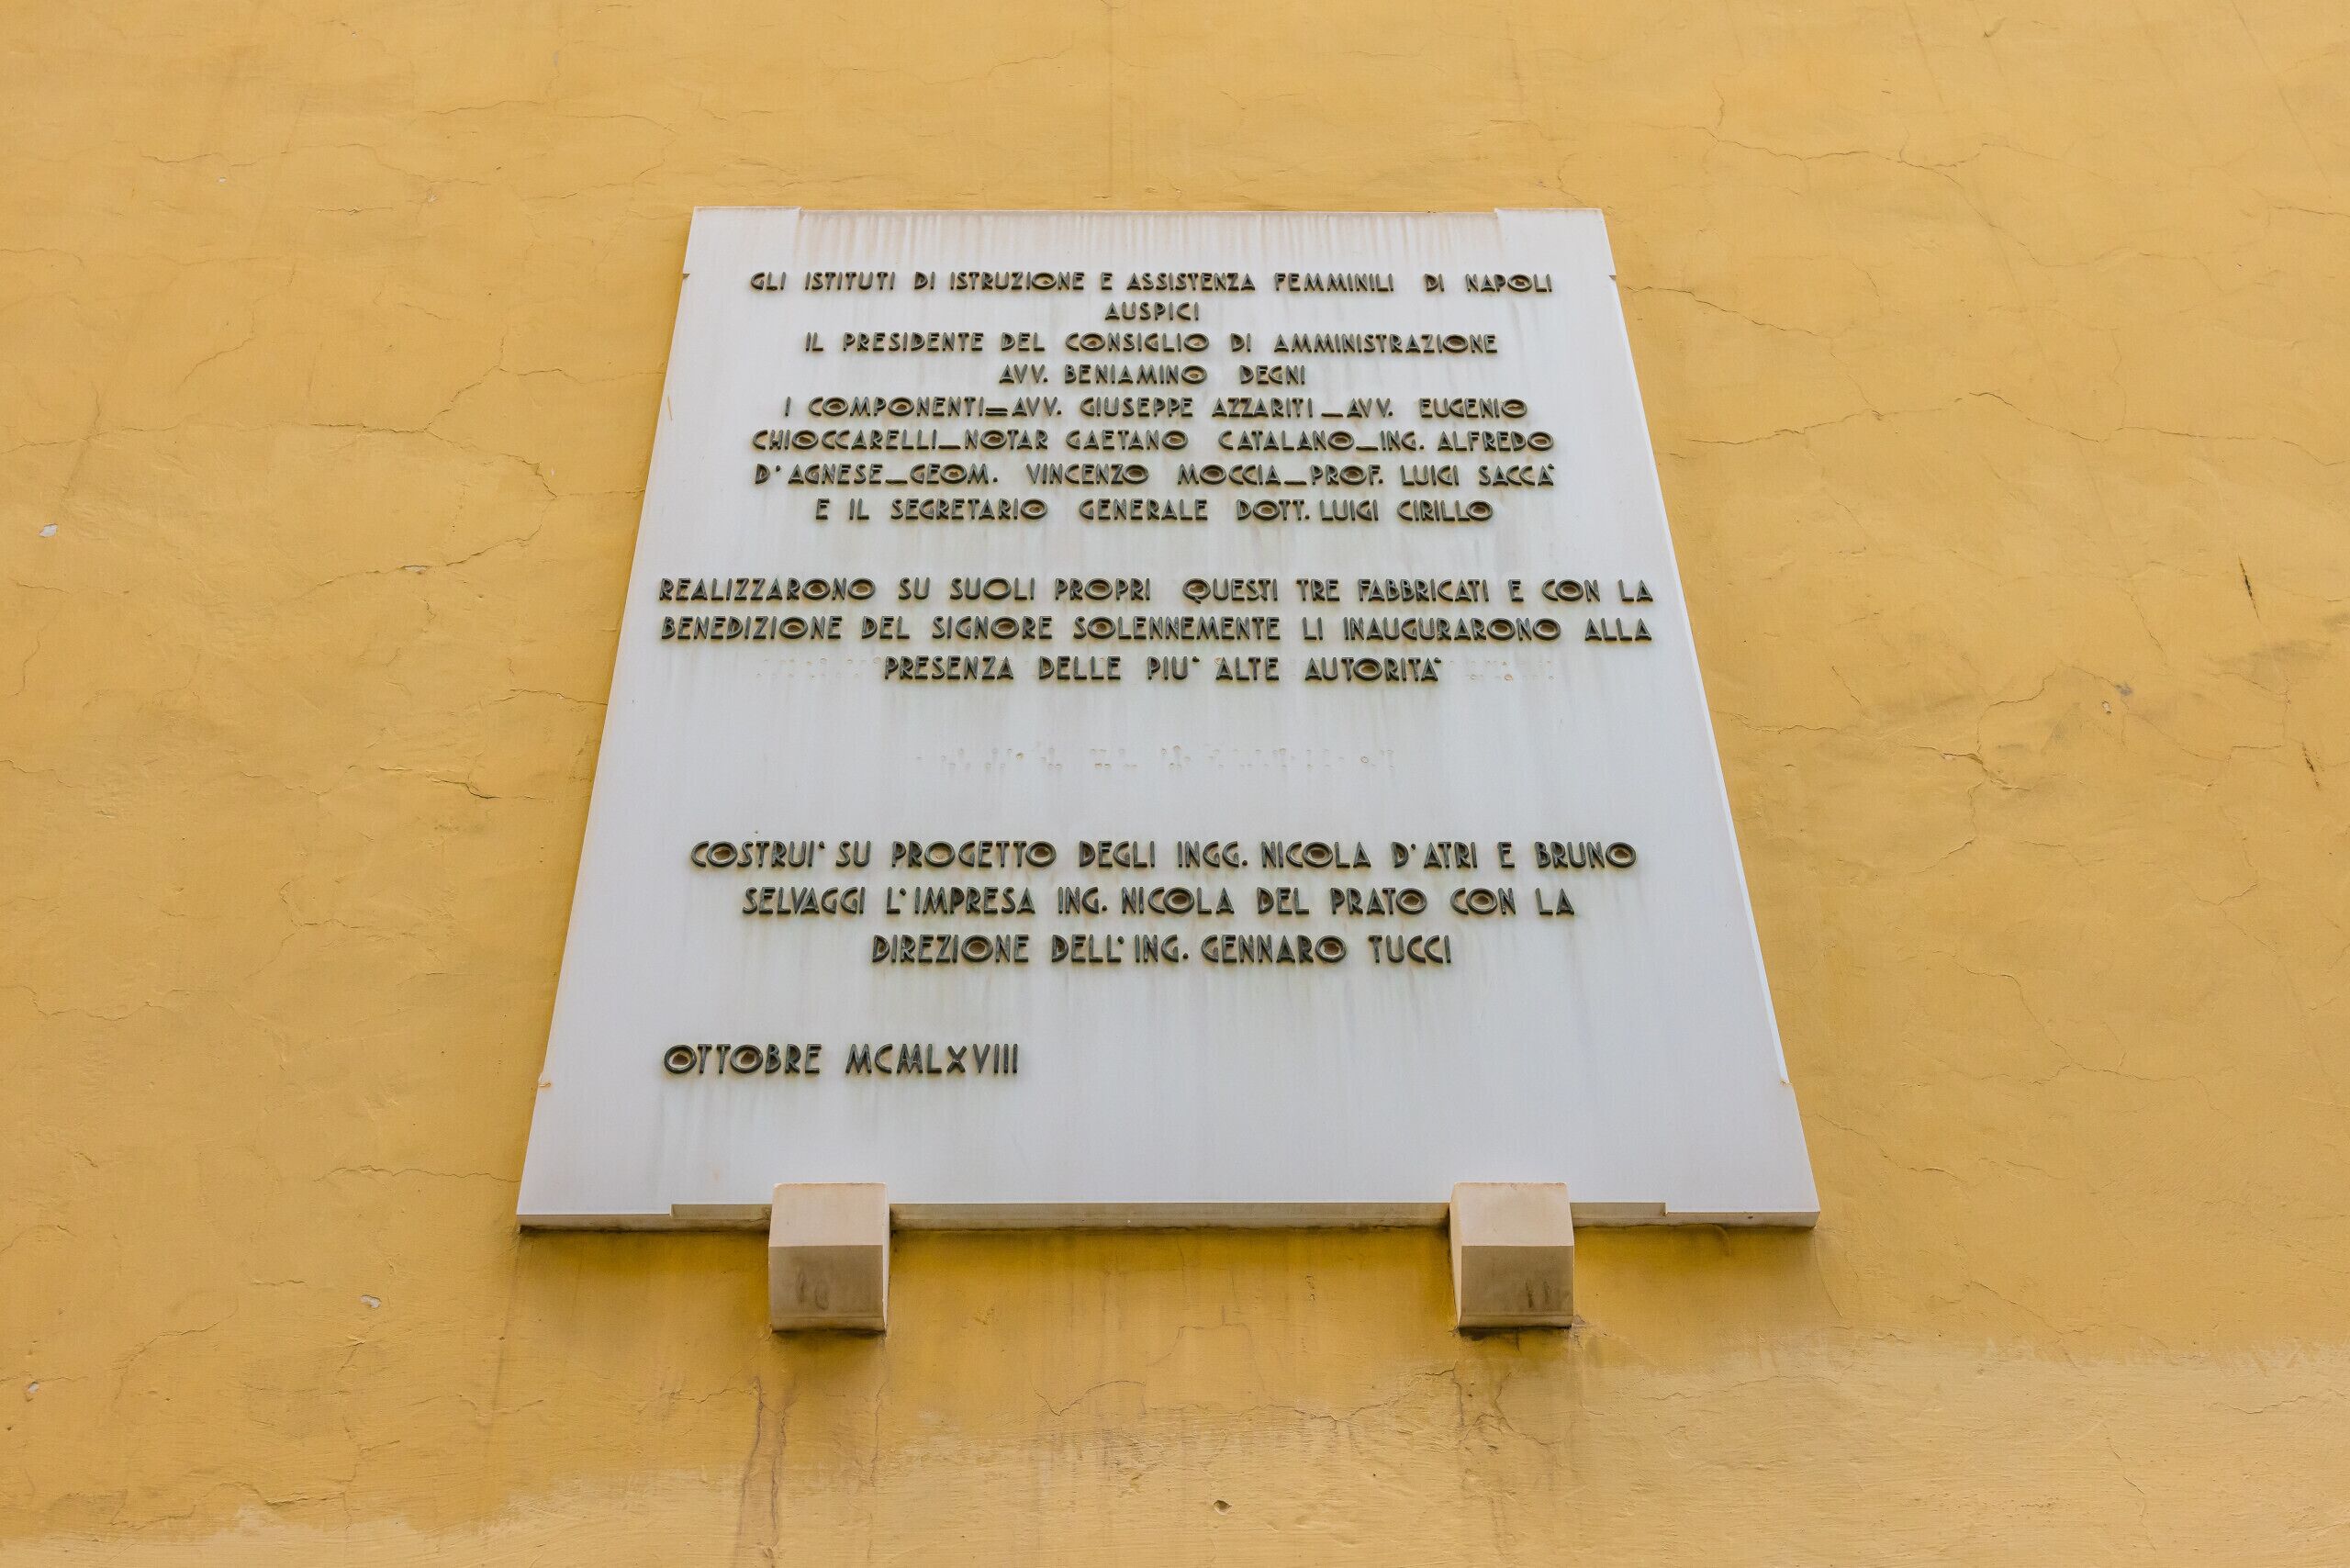 GLI ISTITUTI DI ISTRUZIONE E ASSISTENZA FEMMINILI DI NAPOLI
AUSPICI
IL PRESIDENTE DEL CONSIGLIO DI AMMINISTRAZIONE
AVV. BENIAMINO DEGNI
I COMPONENTI=AVV. GIUSEPPE AZZARITI_AVV. EUGENIO
CHIOCCARELLI_NOTAR GAETANO CATALANO_ING. ALFREDO
D'AGNESE_GEOM. VINCENZO MOCCIA_PROF. LUIGI SACCA'
E IL SEGRETARIO GENERALE DOTT. LUIGI CIRILLO
REALIZZARONO SU SUOLI PROPRI QUESTI TRE FABBRICATI E CON LA
BENEDIZIONE DEL SIGNORE SOLENNEMENTE LI INAUGURARONO ALLA
PRESENZA DELLE PIU' ALTE AUTORITA'
COSTRUI' SU PROGETTO DEGLI INGG. NICOLA D'ATRI E BRUNO
SELVAGGI L'IMPRESA ING. NICOLA DEL PRATO CON LA
DIREZIONE DELL'ING. GENNARO TUCCI
OTTOBRE MCMLXVIII